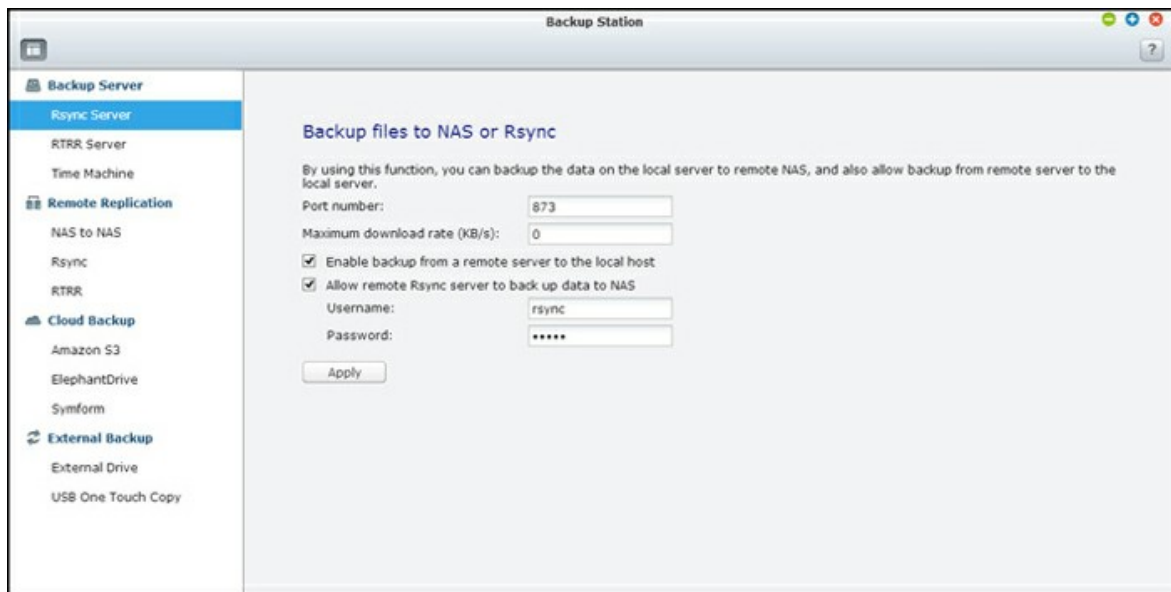 Backup Station
?
Backup Server
Rsync Server
RTRR Server
Time Machine
Remote Replication
NAS to NAS
Rsync
RTRR
Cloud Backup
Amazon S3
ElephantDrive
Symform
External Backup
External Drive
USB One Touch Copy
Backup files to NAS or Rsync
By using this function, you can backup the data on the local server to remote NAS, and also allow backup from remote server to the
local server.
Port number: 873
Maximum download rate (KB/s): 0
Enable backup from a remote server to the local host
Allow remote Rsync server to back up data to NAS
Username: rsync
Password: •••••
Apply